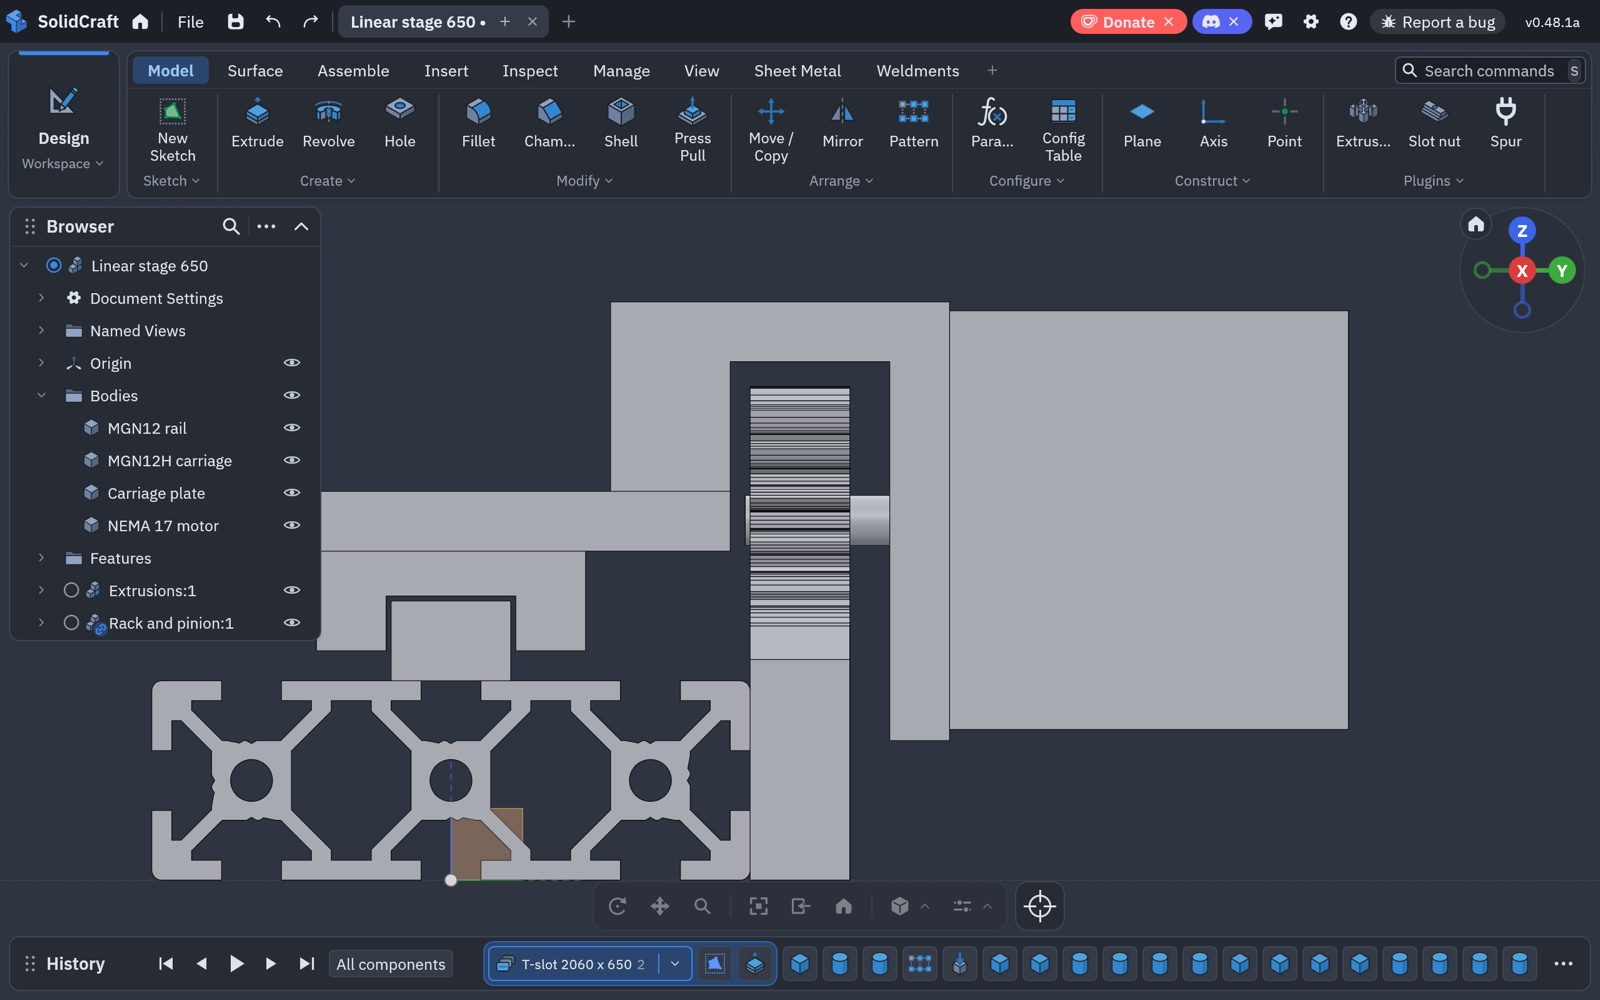 SolidCraft
File
Linear stage 650 •
Donate
Report a bug
v0.48.1a
Design
Workspace
Model
Surface
Assemble
Insert
Inspect
Manage
View
Sheet Metal
Weldments
Search commands
S
New Sketch
Extrude
Revolve
Hole
Fillet
Cham...
Shell
Press Pull
Move / Copy
Mirror
Pattern
Para...
Config Table
Plane
Axis
Point
Extrus...
Slot nut
Spur
Sketch
Create
Modify
Arrange
Configure
Construct
Plugins
Browser
Linear stage 650
Document Settings
Named Views
Origin
Bodies
MGN12 rail
MGN12H carriage
Carriage plate
NEMA 17 motor
Features
Extrusions:1
Rack and pinion:1
Z
X
Y
History
All components
T-slot 2060 x 650 2